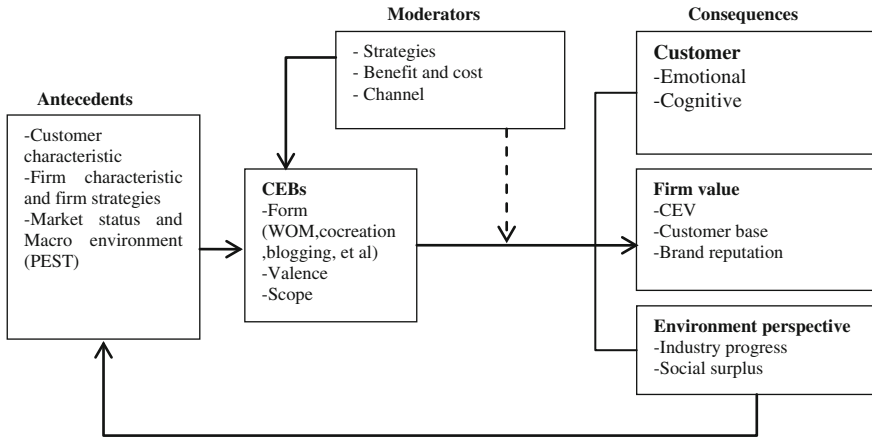 Moderators
- Strategies
- Benefit and cost
- Channel
Consequences
Customer
-Emotional
-Cognitive
Antecedents
-Customer
characteristic
-Firm characteristic
and firm strategies
-Market status and
Macro environment
(PEST)
CEBs
-Form
(WOM,cocreation
,blogging, et al)
-Valence
-Scope
Firm value
-CEV
-Customer base
-Brand reputation
Environment perspective
-Industry progress
-Social surplus